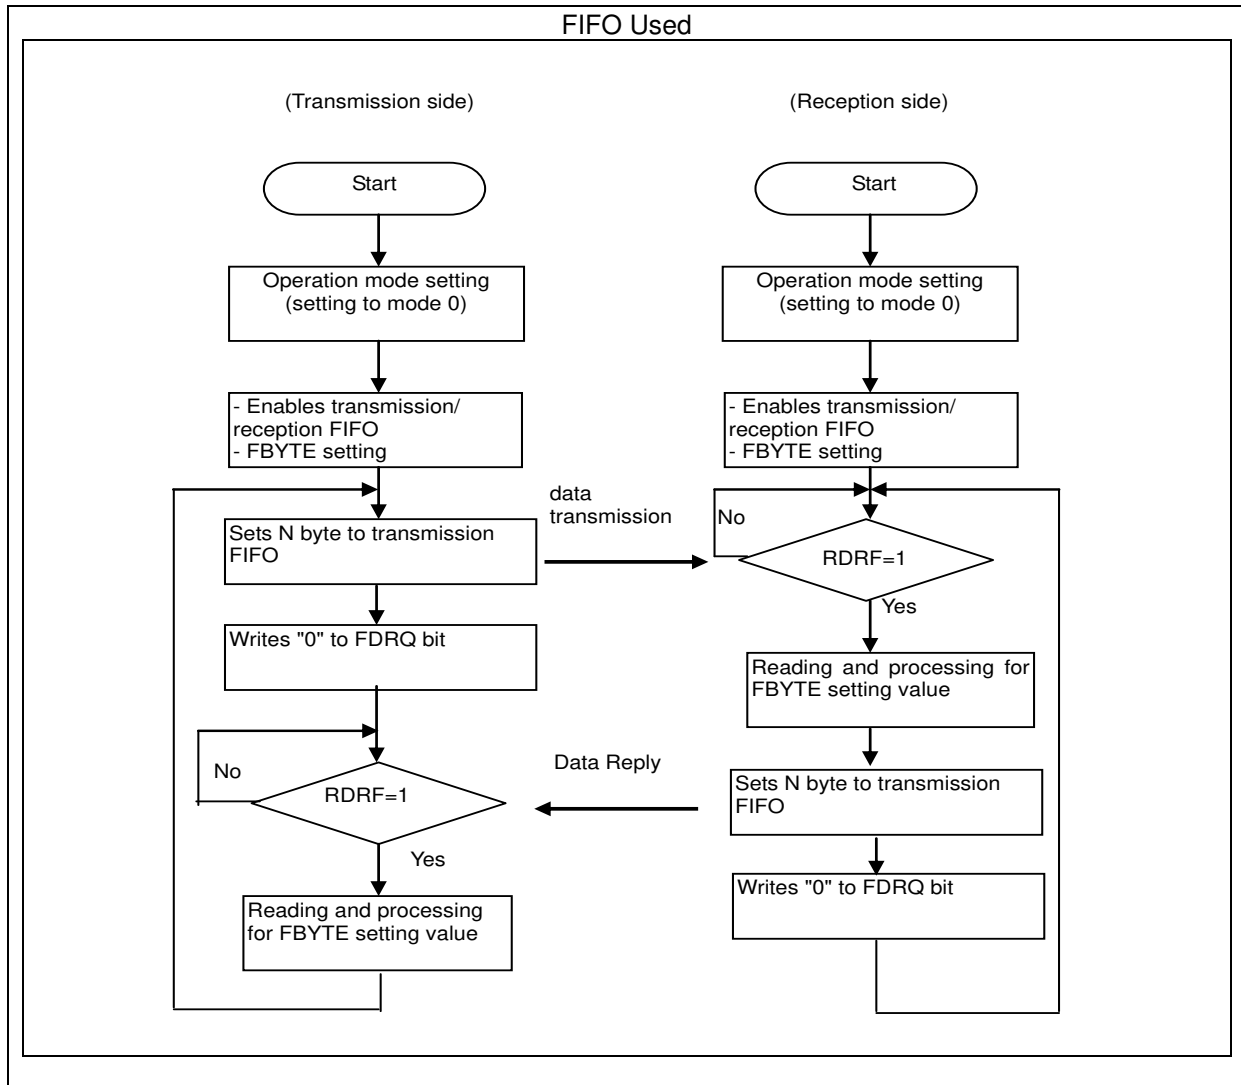 FIFO Used
(Transmission side)
Start
Operation mode setting
(setting to mode 0)
- Enables transmission/
reception FIFO
- FBYTE setting
Sets N byte to transmission
FIFO
Writes "0" to FDRQ bit
No
RDRF=1
Yes
Reading and processing
for FBYTE setting value
data
transmission
Data Reply
(Reception side)
Start
Operation mode setting
(setting to mode 0)
- Enables transmission/
reception FIFO
- FBYTE setting
No
RDRF=1
Yes
Reading and processing for
FBYTE setting value
Sets N byte to transmission
FIFO
Writes "0" to FDRQ bit